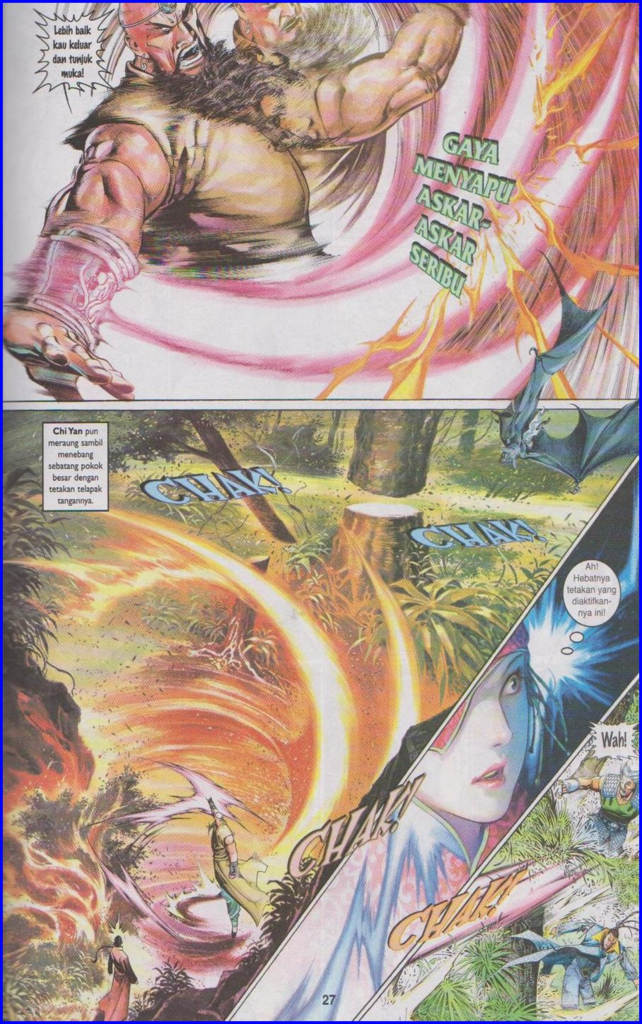 Lebih baik
kau keluar
dan tunjuk
muka!
GAYA
MENYAPU
ASKAR-
ASKAR
SERIBU
Chi Yan pun
meraung sambil
menebang
sebatang pokok
besar dengan
tetakan telapak
tangannya.
CHAK!
CHAK!
Ah!
Hebatnya
tetakan yang
diaktifkan-
nya ini!
Wah!
CHAK!
CHAK!
27